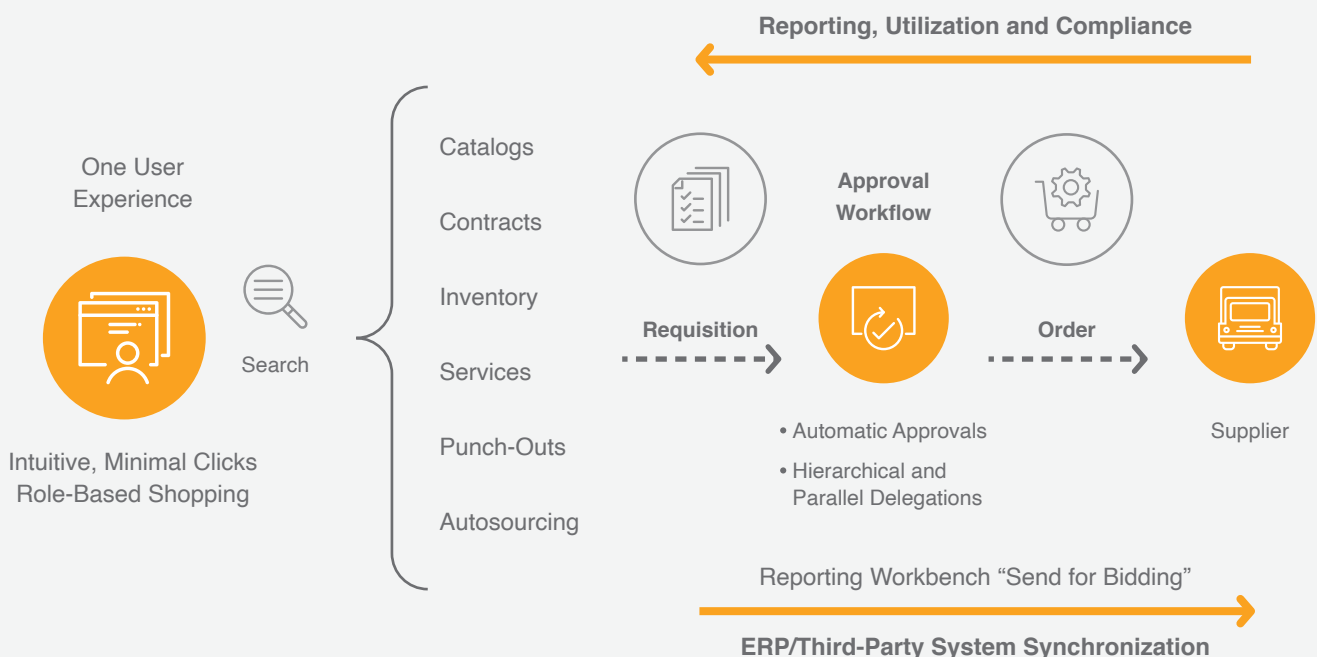 Reporting, Utilization and Compliance
One User
Experience
Search
Intuitive, Minimal Clicks
Role-Based Shopping
Catalogs
Contracts
Inventory
Services
Punch-Outs
Autosourcing
Requisition
Approval
Workflow
• Automatic Approvals
• Hierarchical and
Parallel Delegations
Order
Supplier
Reporting Workbench “Send for Bidding”
ERP/Third-Party System Synchronization